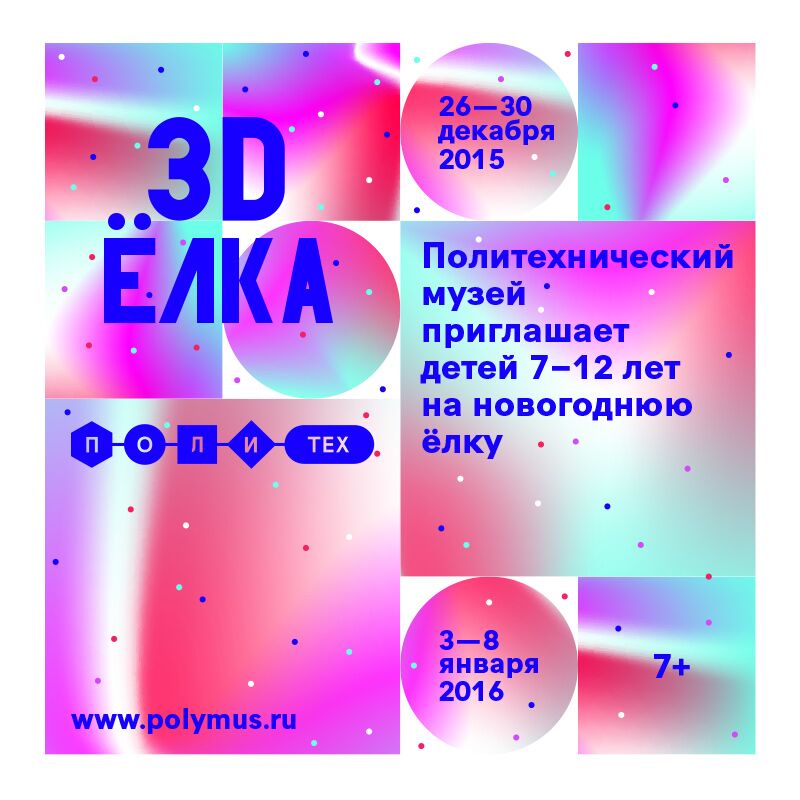 3D
ЁЛКА
26—30
декабря
2015
Политехнический
музей
приглашает
детей 7–12 лет
на новогоднюю
ёлку
ПОЛИТЕХ
3—8
января
2016
7+
www.polymus.ru